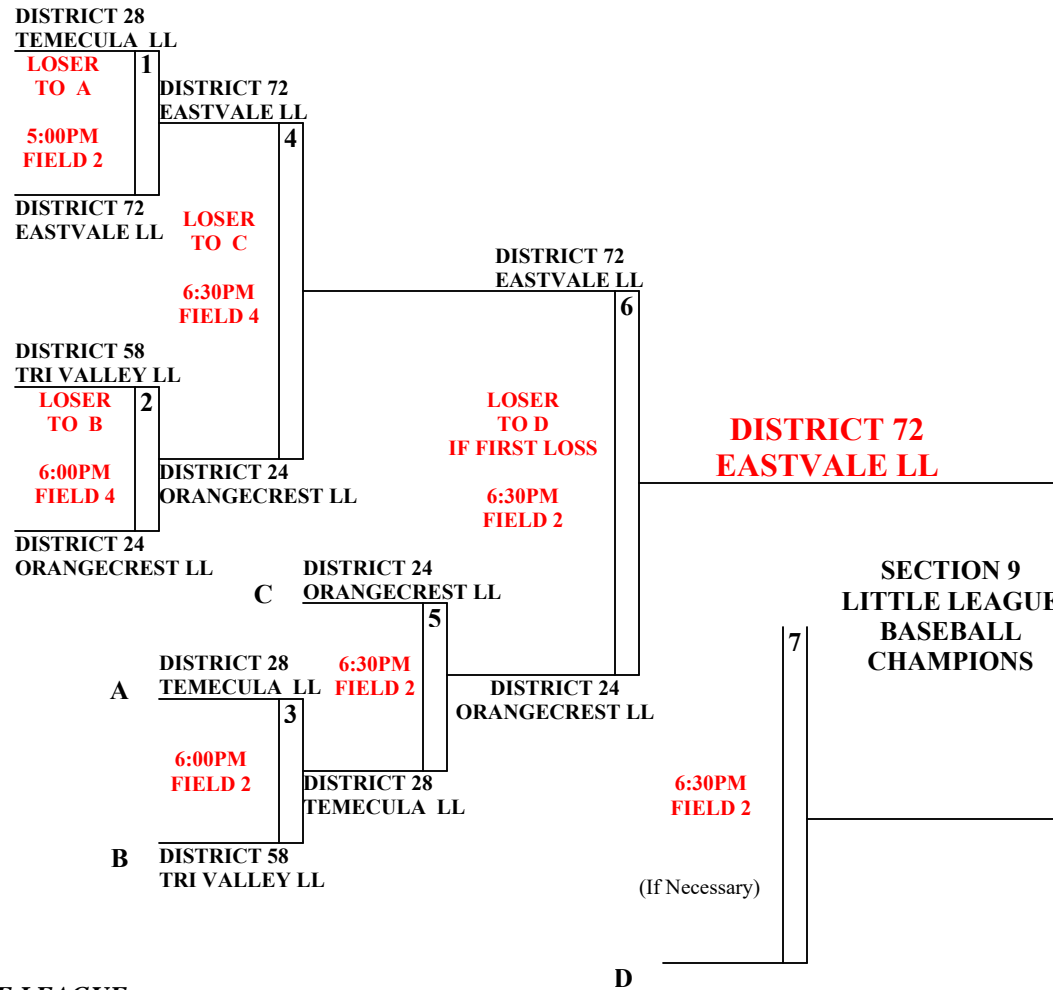 DISTRICT 28
TEMECULA LL
LOSER
TO A
5:00PM
FIELD 2
1
DISTRICT 72
EASTVALE LL
DISTRICT 72
EASTVALE LL
4
LOSER
TO C
6:30PM
FIELD 4
DISTRICT 58
TRI VALLEY LL
LOSER
TO B
6:00PM
FIELD 4
2
DISTRICT 24
ORANGECREST LL
DISTRICT 24
ORANGECREST LL
DISTRICT 72
EASTVALE LL
6
LOSER
TO D
IF FIRST LOSS
6:30PM
FIELD 2
DISTRICT 72
EASTVALE LL
C
DISTRICT 24
ORANGECREST LL
5
6:30PM
FIELD 2
A
DISTRICT 28
TEMECULA LL
3
6:00PM
FIELD 2
DISTRICT 28
TEMECULA LL
B
DISTRICT 58
TRI VALLEY LL
DISTRICT 24
ORANGECREST LL
SECTION 9
LITTLE LEAGUE
BASEBALL
CHAMPIONS
7
6:30PM
FIELD 2
(If Necessary)
D
LEAGUE